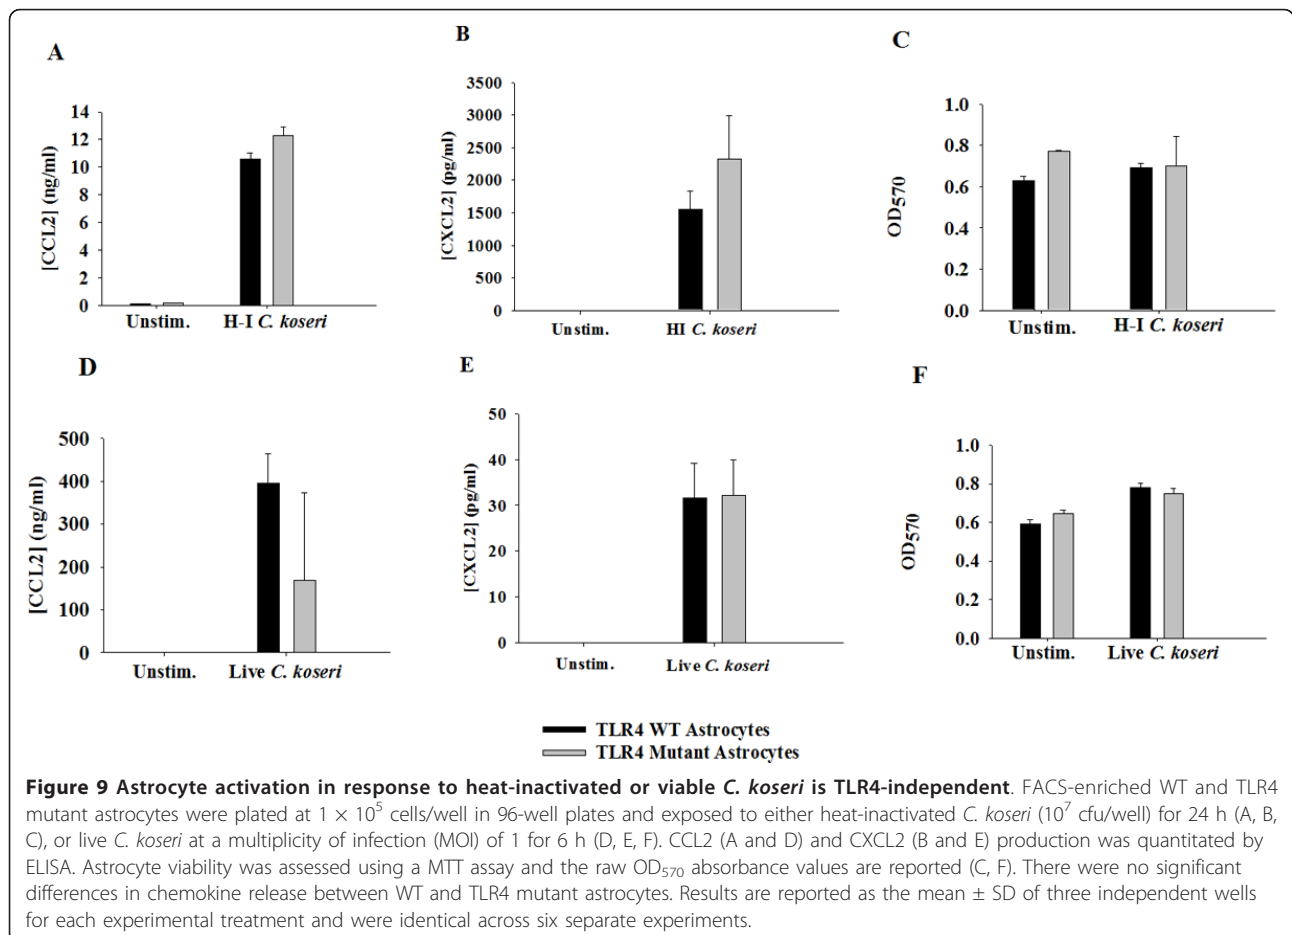 A
[CCL2] (ng/ml)
14
12
10
8
6
4
2
0
Unstim.
H-I C. koseri
B
[CXCL2] (pg/ml)
3500
3000
2500
2000
1500
1000
500
0
Unstim.
HI C. koseri
C
OD570
1.0
0.8
0.6
0.4
0.2
0.0
Unstim.
H-I C. koseri
D
[CCL2] (ng/ml)
500
400
300
200
100
0
Unstim.
Live C. koseri
E
[CXCL2] (pg/ml)
50
40
30
20
10
0
Unstim.
Live C. koseri
F
OD570
1.0
0.8
0.6
0.4
0.2
0.0
Unstim.
Live C. koseri
TLR4 WT Astrocytes
TLR4 Mutant Astrocytes
Figure 9 Astrocyte activation in response to heat-inactivated or viable C. koseri is TLR4-independent. FACS-enriched WT and TLR4
mutant astrocytes were plated at 1 × 10⁵ cells/well in 96-well plates and exposed to either heat-inactivated C. koseri (10⁷ cfu/well) for 24 h (A, B,
C), or live C. koseri at a multiplicity of infection (MOI) of 1 for 6 h (D, E, F). CCL2 (A and D) and CXCL2 (B and E) production was quantitated by
ELISA. Astrocyte viability was assessed using a MTT assay and the raw OD₅₇₀ absorbance values are reported (C, F). There were no significant
differences in chemokine release between WT and TLR4 mutant astrocytes. Results are reported as the mean ± SD of three independent wells
for each experimental treatment and were identical across six separate experiments.